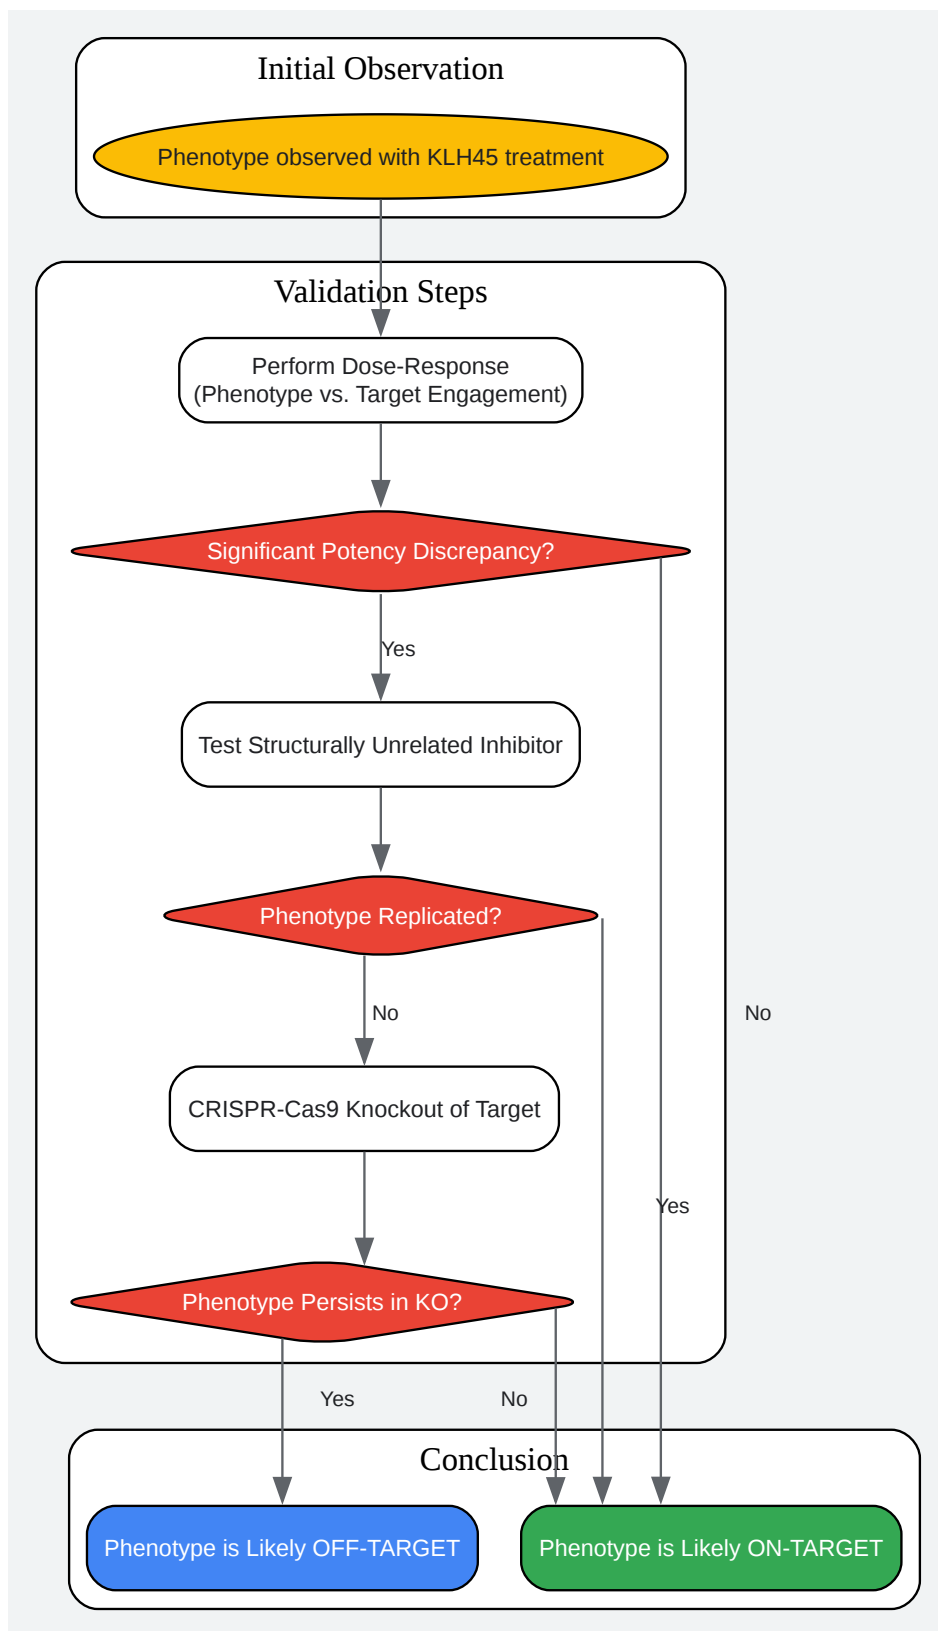 Initial Observation
Phenotype observed with KLH45 treatment
Validation Steps
Perform Dose-Response
(Phenotype vs. Target Engagement)
Significant Potency Discrepancy?
Yes
Test Structurally Unrelated Inhibitor
Phenotype Replicated?
No
No
CRISPR-Cas9 Knockout of Target
Yes
Phenotype Persists in KO?
Yes
No
Conclusion
Phenotype is Likely OFF-TARGET
Phenotype is Likely ON-TARGET